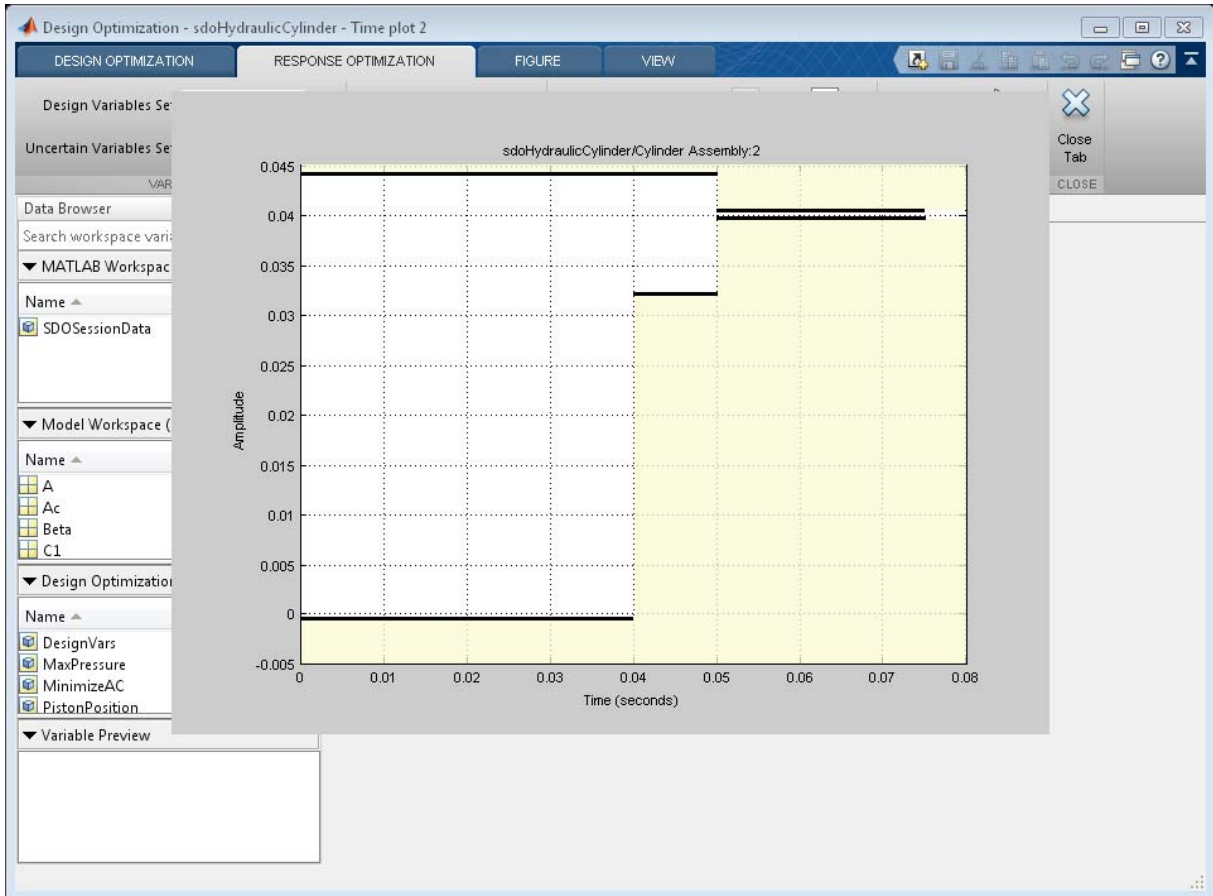 Design Optimization - sdoHydraulicCylinder - Time plot 2
DESIGN OPTIMIZATION
RESPONSE OPTIMIZATION
FIGURE
VIEW
Design Variables Se
Uncertain Variables Se
VAR
Close
Tab
CLOSE
Data Browser
Search workspace vari
MATLAB Workspac
Name
SDOSessionData
Model Workspace (
Name
A
Ac
Beta
C1
Design Optimization
Name
DesignVars
MaxPressure
MinimizeAC
PistonPosition
Variable Preview
sdoHydraulicCylinder/Cylinder Assembly:2
0.045
0.04
0.035
0.03
0.025
0.02
0.015
0.01
0.005
0
-0.005
Amplitude
0 0.01 0.02 0.03 0.04 0.05 0.06 0.07 0.08
Time (seconds)